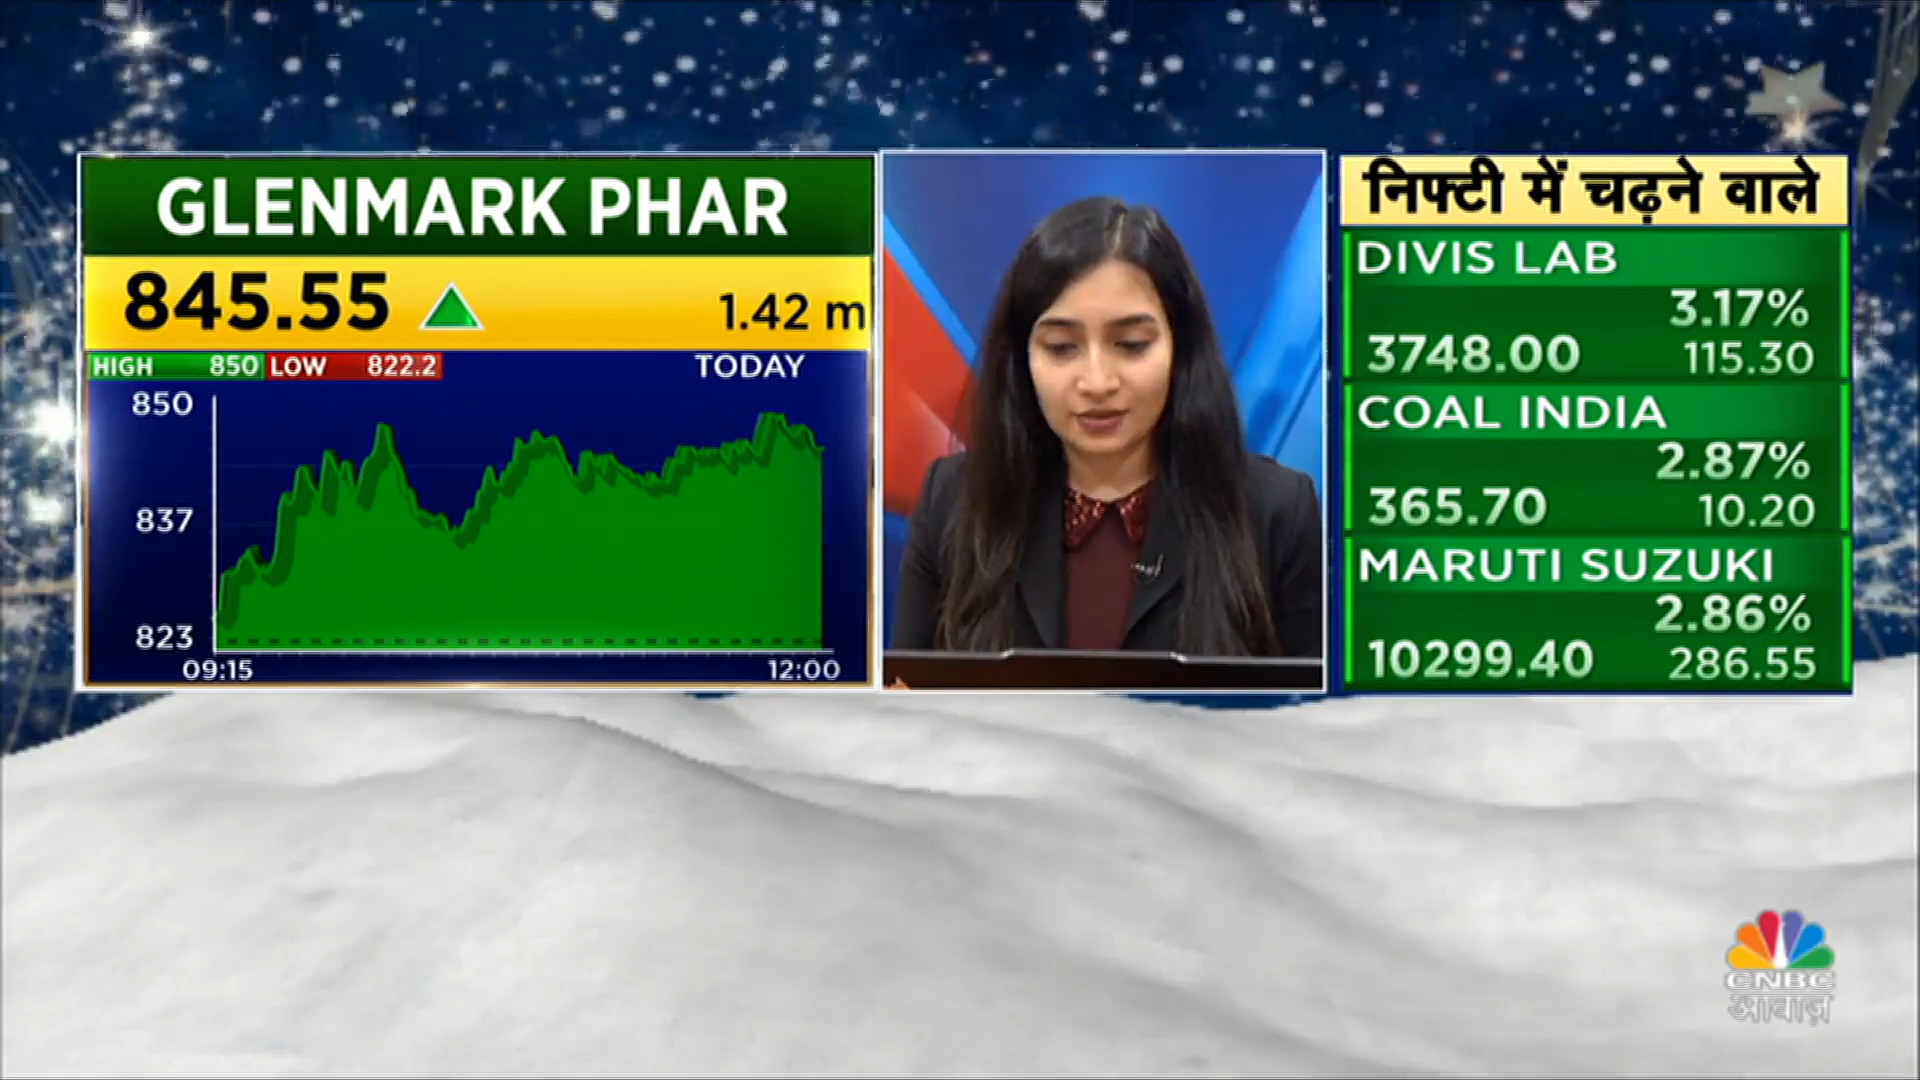 GLENMARK PHAR
845.55 1.42 m
HIGH 850 LOW 822.2 TODAY
850
837
823
09:15 12:00
निफ्टी में चढ़ने वाले
DIVIS LAB
3.17%
3748.00 115.30
COAL INDIA
2.87%
365.70 10.20
MARUTI SUZUKI
2.86%
10299.40 286.55
CNBC
आवाज़